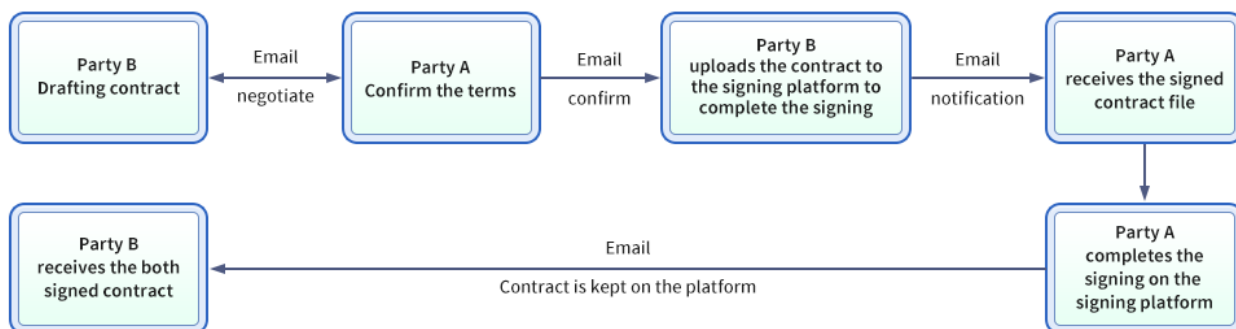 Party B
Drafting contract
Email
negotiate
Party A
Confirm the terms
Email
confirm
Party B
uploads the contract to
the signing platform to
complete the signing
Email
notification
Party A
receives the signed
contract file
Party A
completes the
signing on the
signing platform
Email
Contract is kept on the platform
Party B
receives the both
signed contract